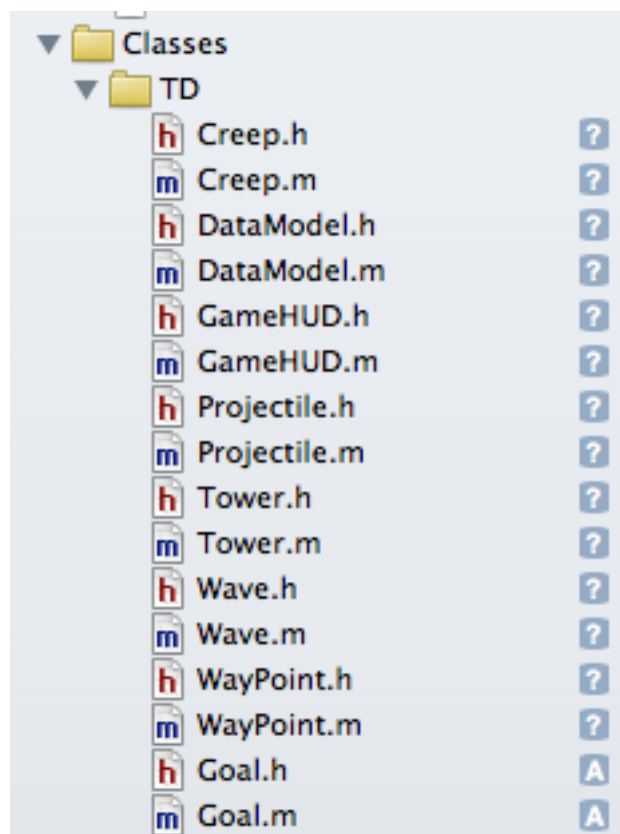 Classes
TD
h Creep.h ?
m Creep.m ?
h DataModel.h ?
m DataModel.m ?
h GameHUD.h ?
m GameHUD.m ?
h Projectile.h ?
m Projectile.m ?
h Tower.h ?
m Tower.m ?
h Wave.h ?
m Wave.m ?
h WayPoint.h ?
m WayPoint.m ?
h Goal.h A
m Goal.m A